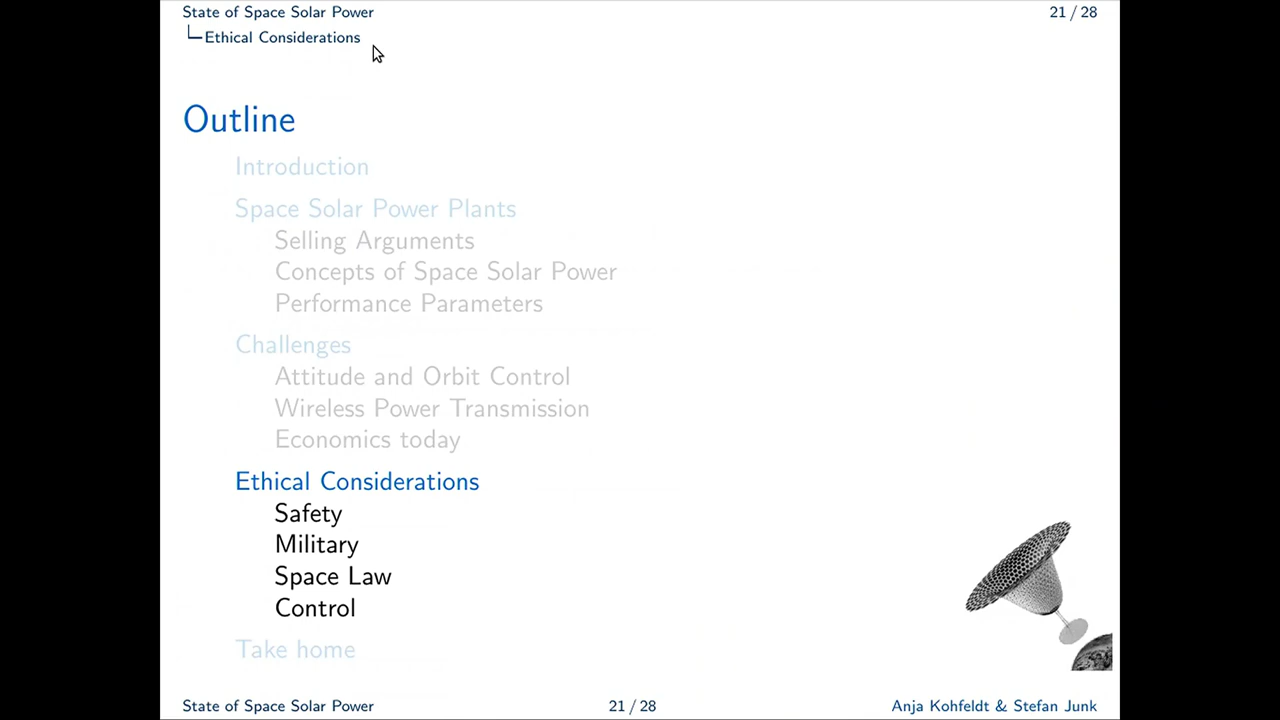 State of Space Solar Power
21 / 28
Ethical Considerations
Outline
Introduction
Space Solar Power Plants
Selling Arguments
Concepts of Space Solar Power
Performance Parameters
Challenges
Attitude and Orbit Control
Wireless Power Transmission
Economics today
Ethical Considerations
Safety
Military
Space Law
Control
Take home
State of Space Solar Power
21 / 28
Anja Kohfeldt & Stefan Junk